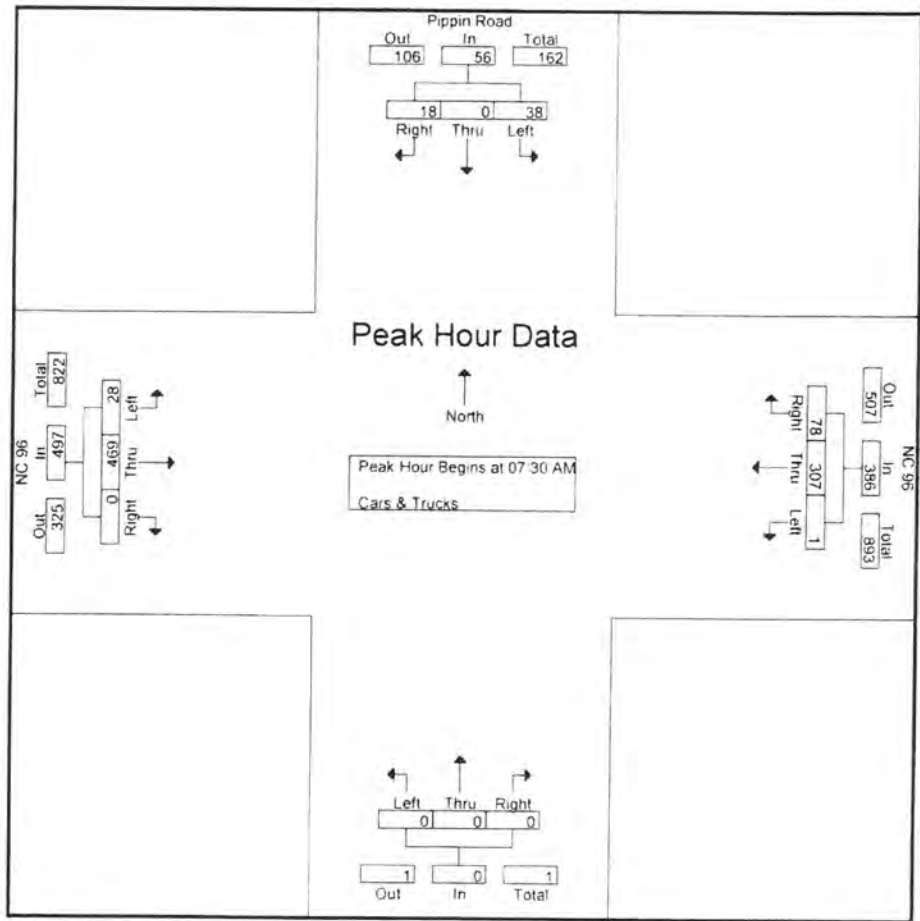 Pippin Road
Out In Total
106 56 162
18 0 38
Right Thru Left
Peak Hour Data
North
Peak Hour Begins at 07:30 AM
Cars & Trucks
NC 96
Total In Out
822 497 325
28 469 0
Left Thru Right
NC 96
Out In Total
507 386 893
78 307 1
Right Thru Left
Left Thru Right
0 0 0
1 0 1
Out In Total